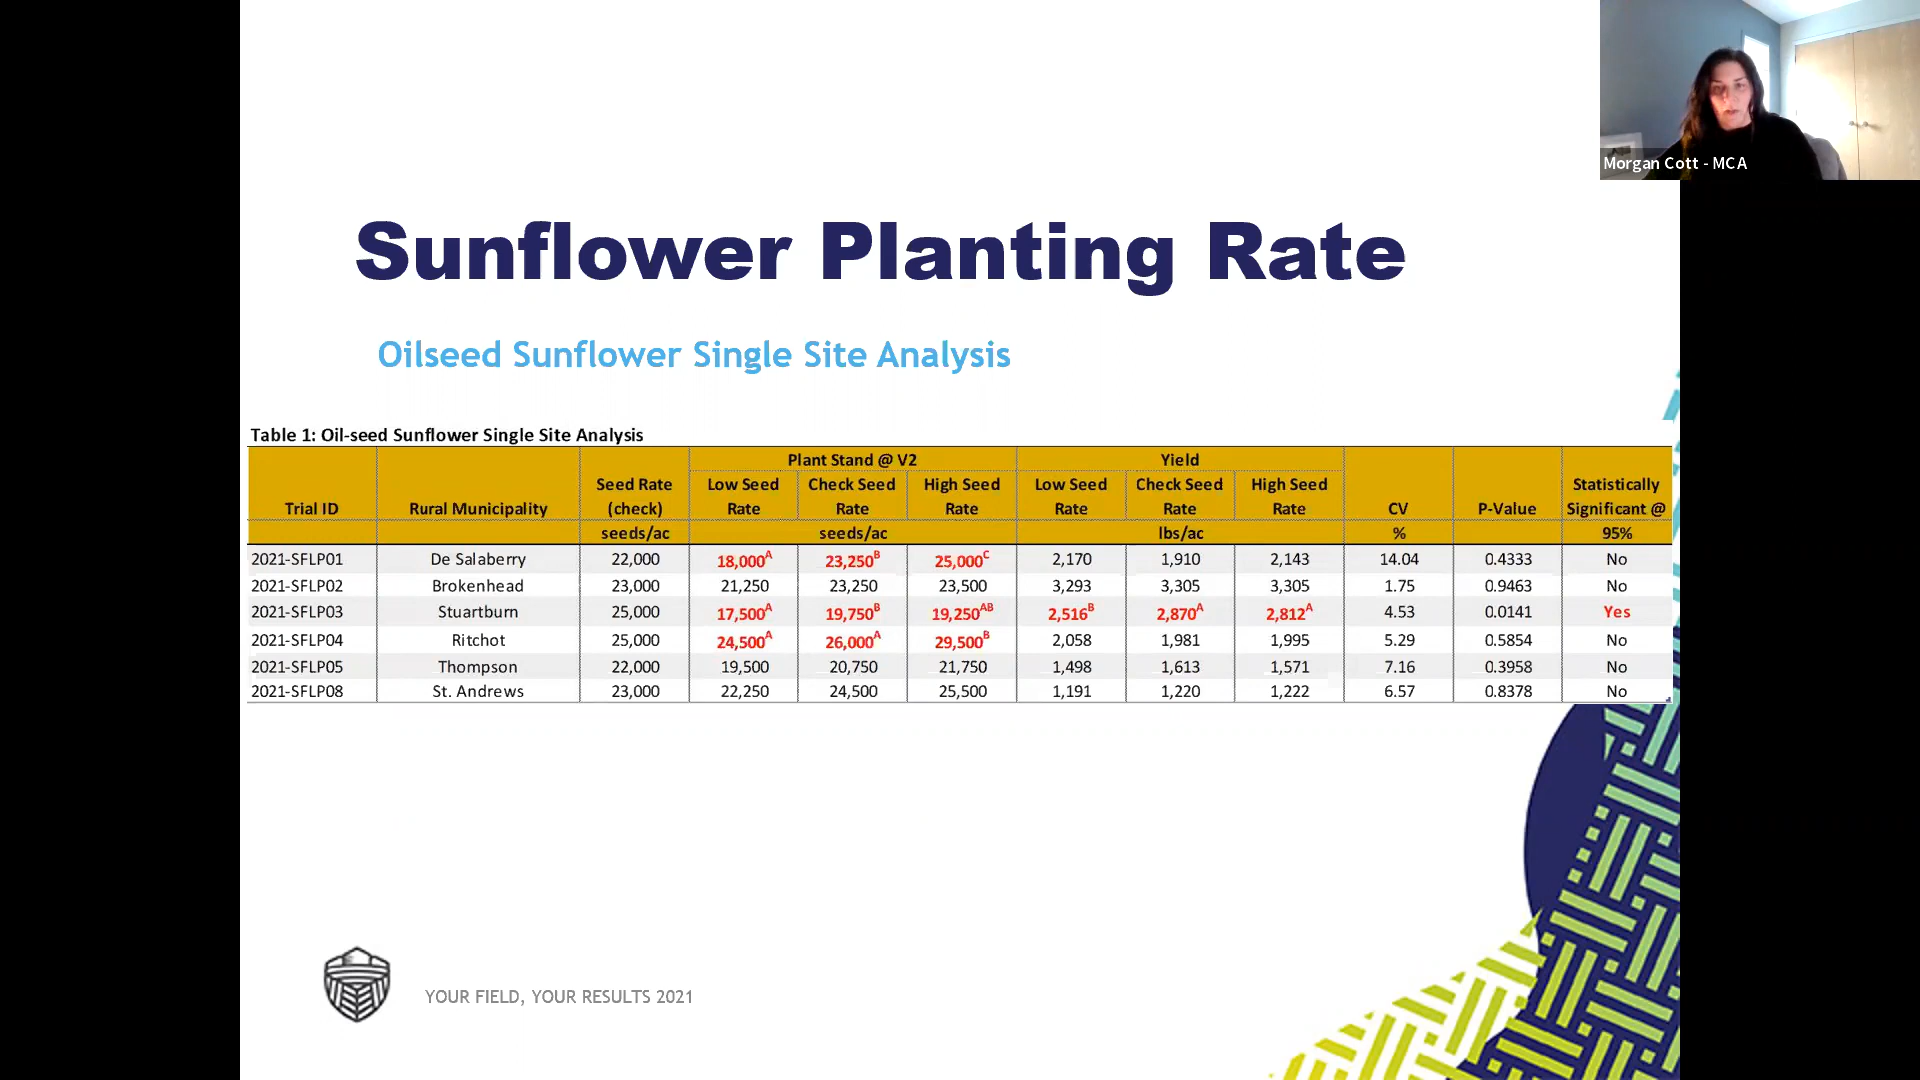 Morgan Cott - MCA
Sunflower Planting Rate
Oilseed Sunflower Single Site Analysis
Table 1: Oil-seed Sunflower Single Site Analysis
Plant Stand @ V2 Yield
Seed Rate Low Seed Check Seed High Seed Low Seed Check Seed High Seed Statistically
Trial ID Rural Municipality (check) Rate Rate Rate Rate Rate Rate CV P-Value Significant @
seeds/ac seeds/ac lbs/ac % 95%
2021-SFLP01 De Salaberry 22,000 18,000A 23,250B 25,000C 2,170 1,910 2,143 14.04 0.4333 No
2021-SFLP02 Brokenhead 23,000 21,250 23,250 23,500 3,293 3,305 3,305 1.75 0.9463 No
2021-SFLP03 Stuartburn 25,000 17,500A 19,750B 19,250AB 2,516B 2,870A 2,812A 4.53 0.0141 Yes
2021-SFLP04 Ritchot 25,000 24,500A 26,000A 29,500B 2,058 1,981 1,995 5.29 0.5854 No
2021-SFLP05 Thompson 22,000 19,500 20,750 21,750 1,498 1,613 1,571 7.16 0.3958 No
2021-SFLP08 St. Andrews 23,000 22,250 24,500 25,500 1,191 1,220 1,222 6.57 0.8378 No
YOUR FIELD, YOUR RESULTS 2021